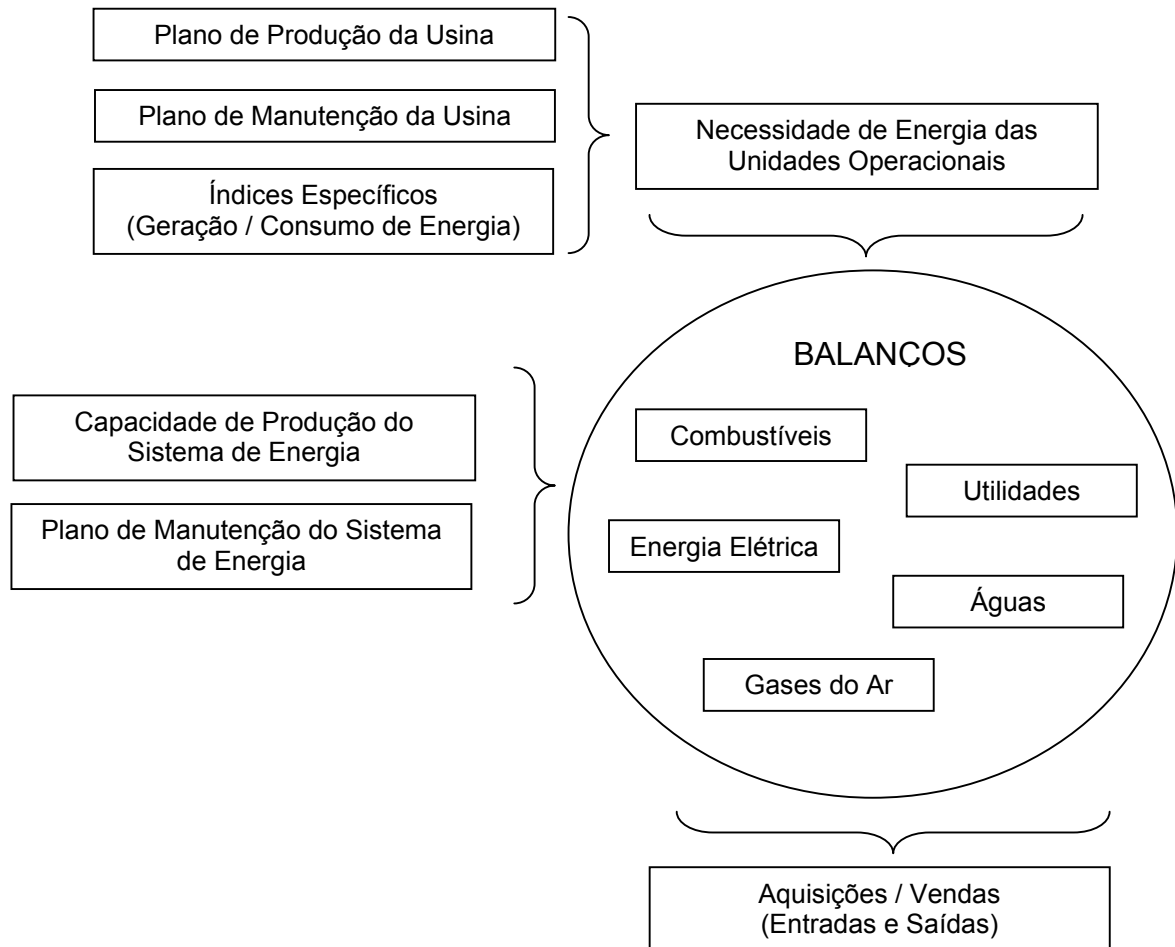 Plano de Produção da Usina
Plano de Manutenção da Usina
Índices Específicos
(Geração / Consumo de Energia)
Necessidade de Energia das
Unidades Operacionais
BALANÇOS
Capacidade de Produção do
Sistema de Energia
Plano de Manutenção do Sistema
de Energia
Combustíveis
Utilidades
Energia Elétrica
Águas
Gases do Ar
Aquisições / Vendas
(Entradas e Saídas)